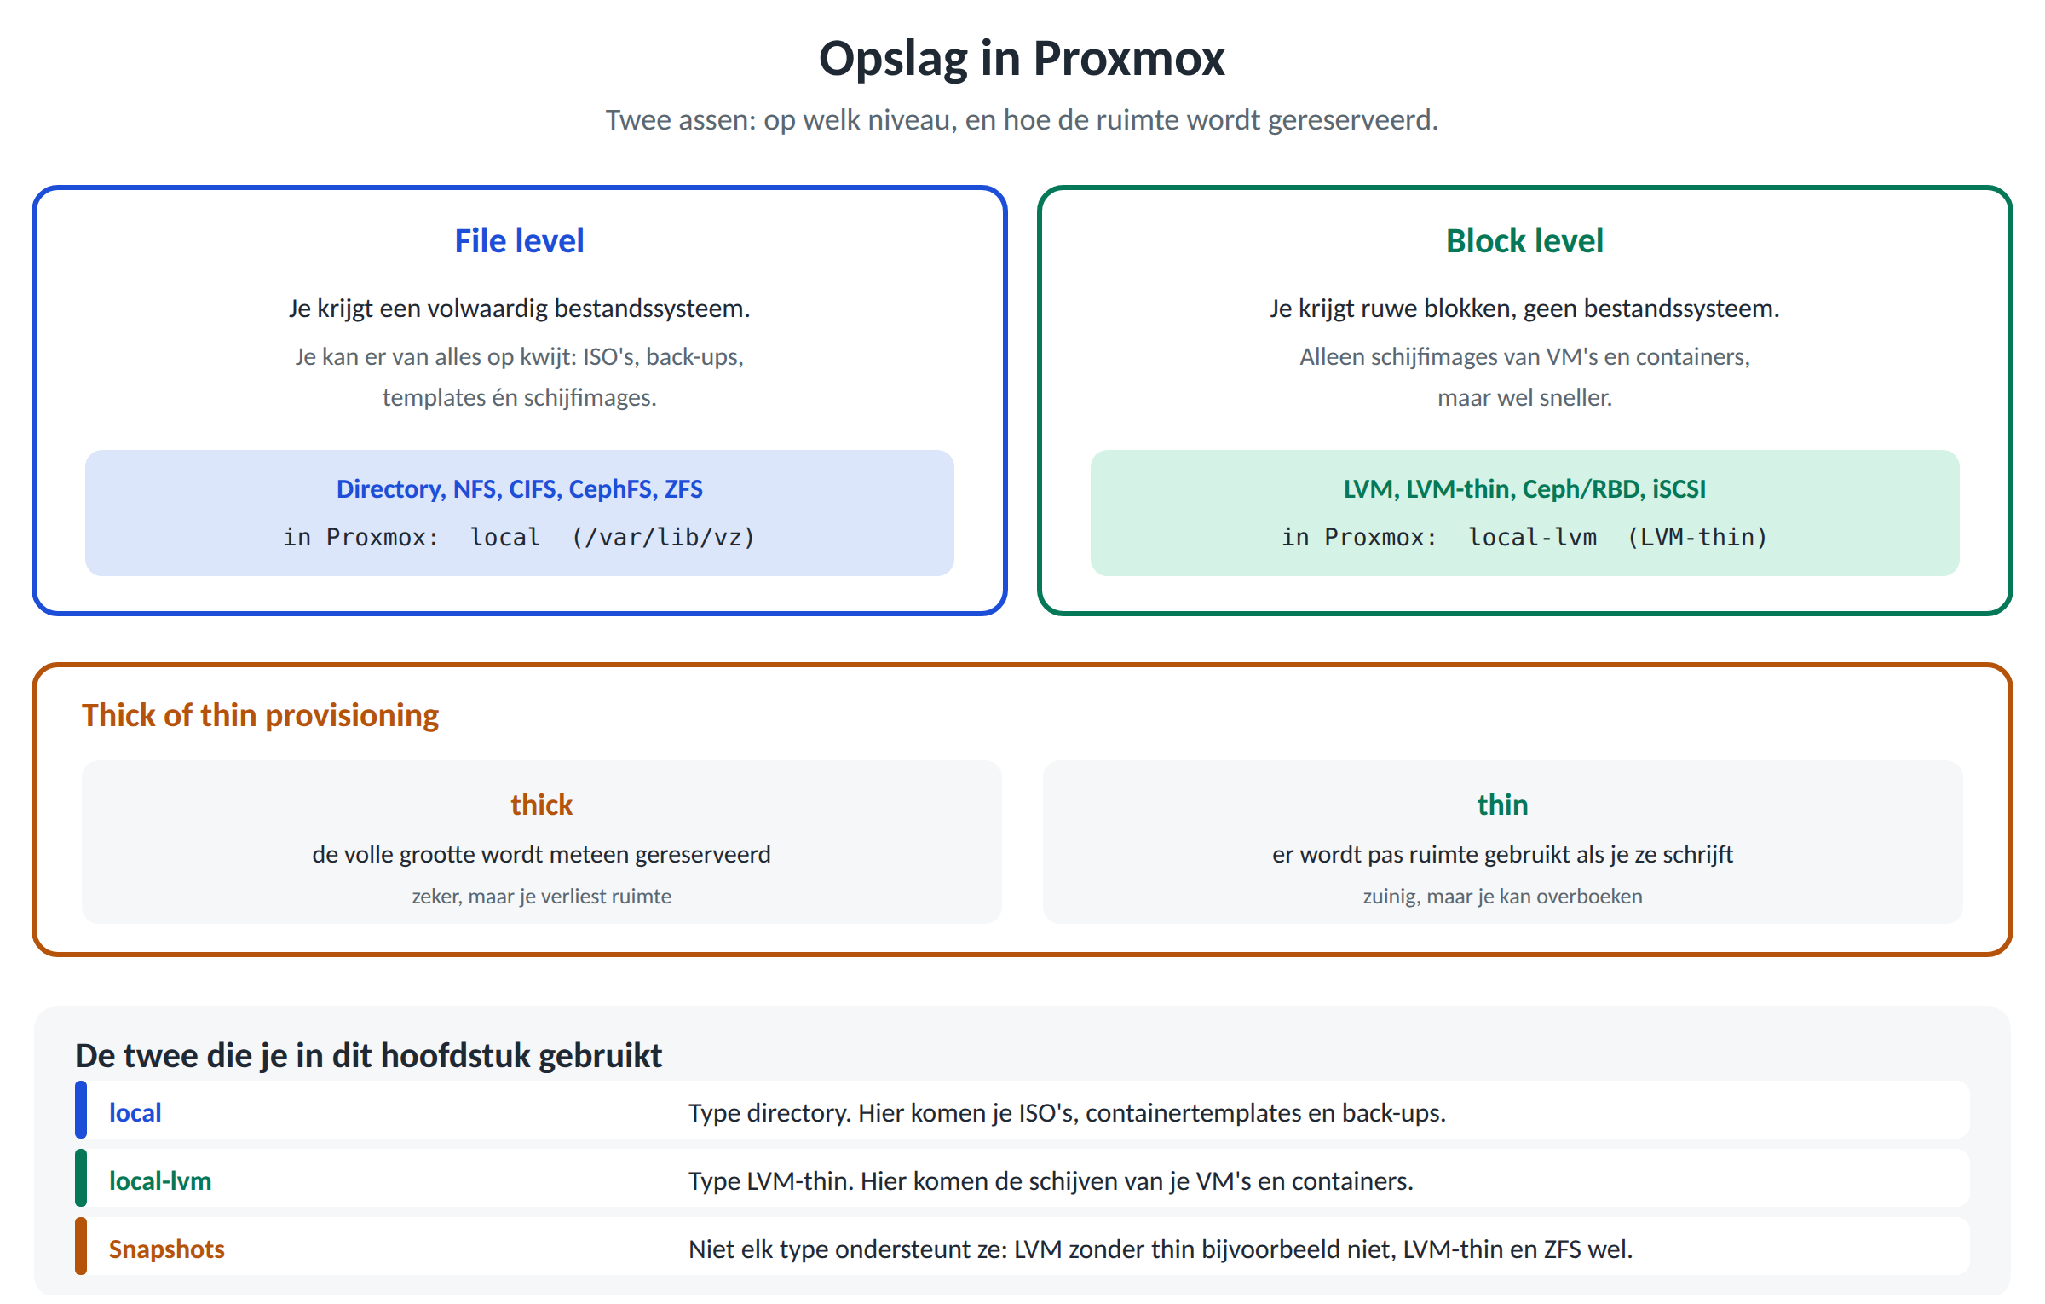 Opslag in Proxmox
Twee assen: op welk niveau, en hoe de ruimte wordt gereserveerd.
File level
Je krijgt een volwaardig bestandssysteem.
Je kan er van alles op kwijt: ISO's, back-ups,
templates én schijfimages.
Directory, NFS, CIFS, CephFS, ZFS
in Proxmox: local (/var/lib/vz)
Block level
Je krijgt ruwe blokken, geen bestandssysteem.
Alleen schijfimages van VM's en containers,
maar wel sneller.
LVM, LVM-thin, Ceph/RBD, iSCSI
in Proxmox: local-lvm (LVM-thin)
Thick of thin provisioning
thick
de volle grootte wordt meteen gereserveerd
zeker, maar je verliest ruimte
thin
er wordt pas ruimte gebruikt als je ze schrijft
zuinig, maar je kan overboeken
De twee die je in dit hoofdstuk gebruikt
local Type directory. Hier komen je ISO's, containertemplates en back-ups.
local-lvm Type LVM-thin. Hier komen de schijven van je VM's en containers.
Snapshots Niet elk type ondersteunt ze: LVM zonder thin bijvoorbeeld niet, LVM-thin en ZFS wel.